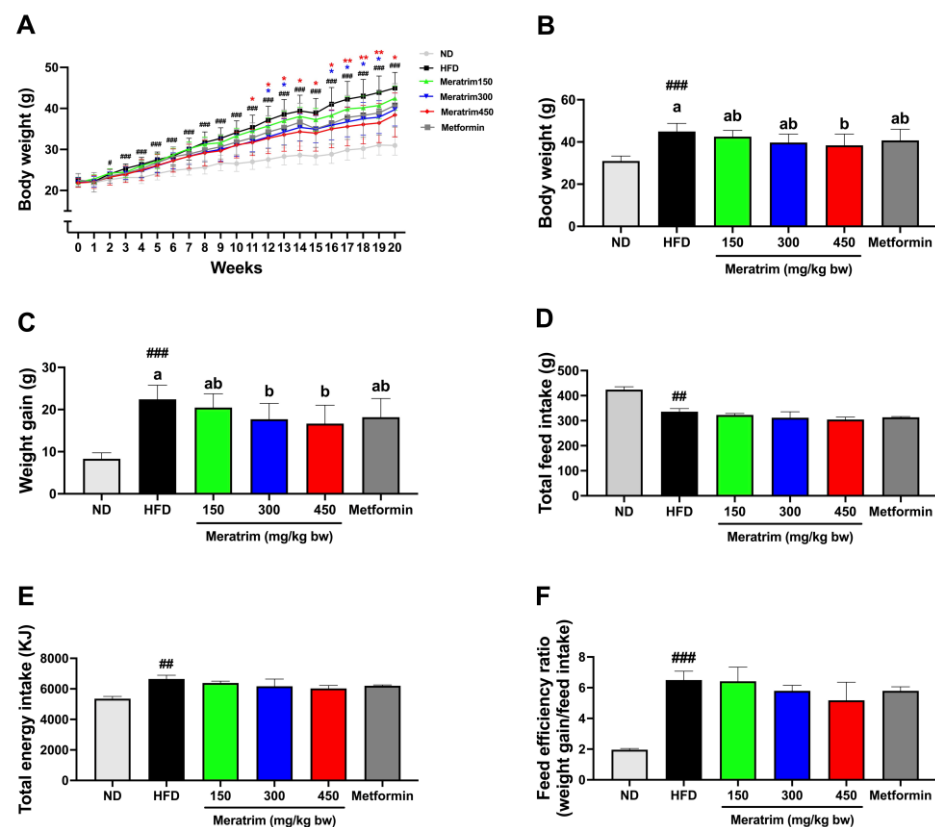 A
Body weight (g)
50
40
30
20
* * * * * * ** ** ** *
* * * * * *
# ### ### ### ### ### ### ### ### ### ### ### ### ### ### ### ### ### ###
0 1 2 3 4 5 6 7 8 9 10 11 12 13 14 15 16 17 18 19 20
Weeks
ND
HFD
Meratrim150
Meratrim300
Meratrim450
Metformin
B
Body weight (g)
60
40
20
0
###
a ab ab b ab
ND HFD 150 300 450 Metformin
Meratrim (mg/kg bw)
C
Weight gain (g)
30
20
10
0
###
a ab b b ab
ND HFD 150 300 450 Metformin
Meratrim (mg/kg bw)
D
Total feed intake (g)
500
400
300
200
100
0
##
ND HFD 150 300 450 Metformin
Meratrim (mg/kg bw)
E
Total energy intake (KJ)
8000
6000
4000
2000
0
##
ND HFD 150 300 450 Metformin
Meratrim (mg/kg bw)
F
Feed efficiency ratio
(weight gain/feed intake)
8
6
4
2
0
###
ND HFD 150 300 450 Metformin
Meratrim (mg/kg bw)